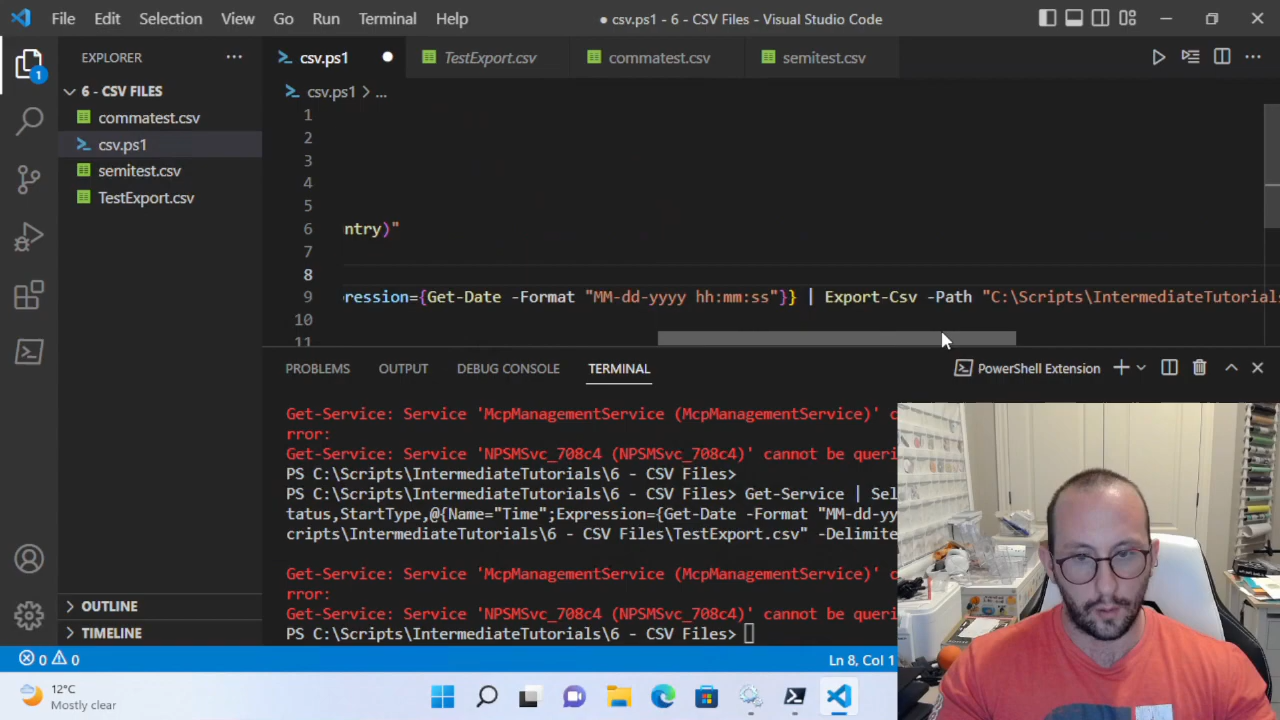 File Edit Selection View Go Run Terminal Help ● csv.ps1 - 6 - CSV Files - Visual Studio Code
EXPLORER
csv.ps1 TestExport.csv commatest.csv semitest.csv
6 - CSV FILES
csv.ps1 > ...
commatest.csv
csv.ps1
semitest.csv
TestExport.csv
1
2
3
4
5
6 ntry)"
7
8
9 pression={Get-Date -Format "MM-dd-yyyy hh:mm:ss"}} | Export-Csv -Path "C:\Scripts\IntermediateTutorials
10
11
PROBLEMS OUTPUT DEBUG CONSOLE TERMINAL PowerShell Extension
Get-Service: Service 'McpManagementService (McpManagementService)' c
rror:
Get-Service: Service 'NPSMSvc_708c4 (NPSMSvc_708c4)' cannot be queri
PS C:\Scripts\IntermediateTutorials\6 - CSV Files>
PS C:\Scripts\IntermediateTutorials\6 - CSV Files> Get-Service | Sel
tatus,StartType,@{Name="Time";Expression={Get-Date -Format "MM-dd-yy
cripts\IntermediateTutorials\6 - CSV Files\TestExport.csv" -Delimite
Get-Service: Service 'McpManagementService (McpManagementService)' c
rror:
Get-Service: Service 'NPSMSvc_708c4 (NPSMSvc_708c4)' cannot be queri
PS C:\Scripts\IntermediateTutorials\6 - CSV Files>
OUTLINE
TIMELINE
0 0 Ln 8, Col 1
12°C
Mostly clear
1